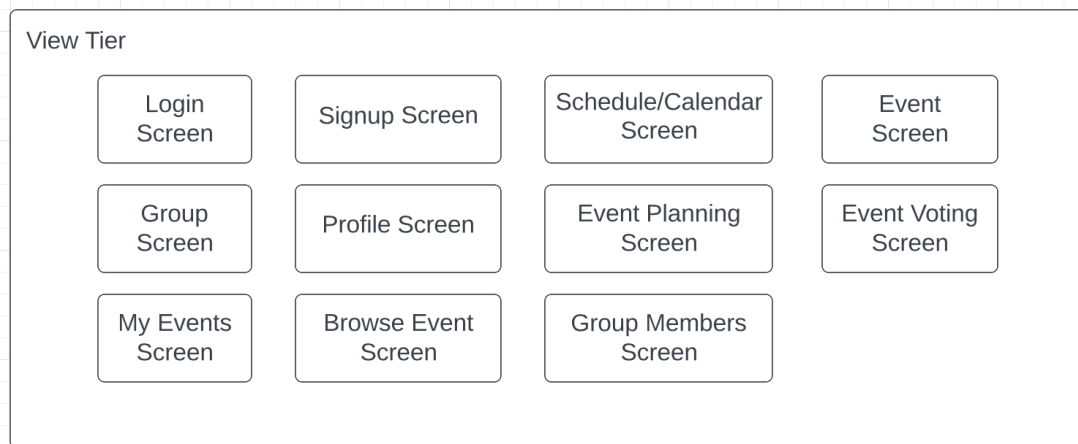 View Tier
Login
Screen
Signup Screen
Schedule/Calendar
Screen
Event
Screen
Group
Screen
Profile Screen
Event Planning
Screen
Event Voting
Screen
My Events
Screen
Browse Event
Screen
Group Members
Screen